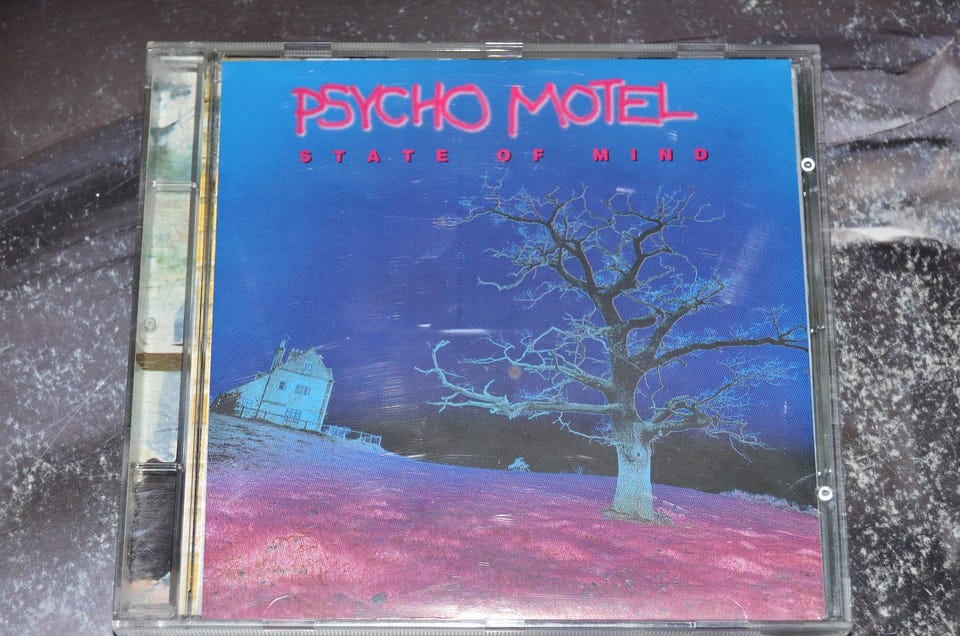 PSYCHO MOTEL
STATE OF MIND